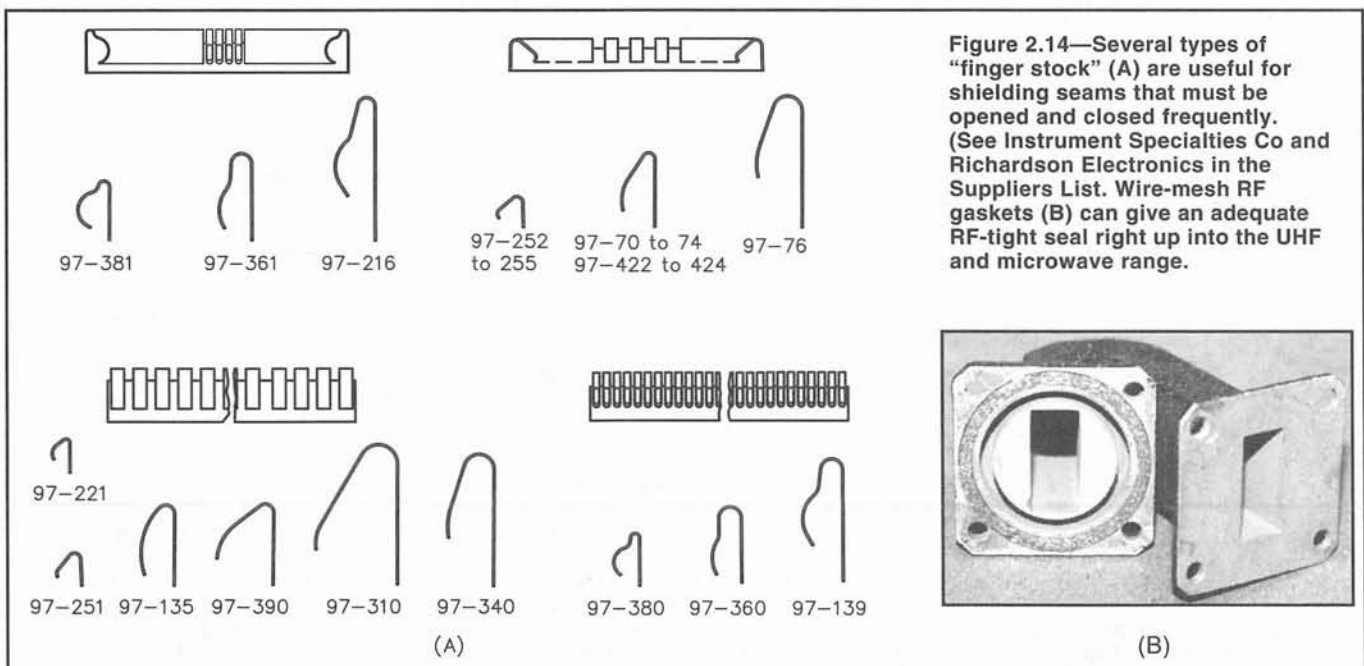 Figure 2.14—Several types of
“finger stock” (A) are useful for
shielding seams that must be
opened and closed frequently.
(See Instrument Specialties Co and
Richardson Electronics in the
Suppliers List. Wire-mesh RF
gaskets (B) can give an adequate
RF-tight seal right up into the UHF
and microwave range.
97–381
97–361
97–216
97–252
to 255
97–70 to 74
97–422 to 424
97–76
97–221
97–251
97–135
97–390
97–310
97–340
97–380
97–360
97–139
(A)
(B)